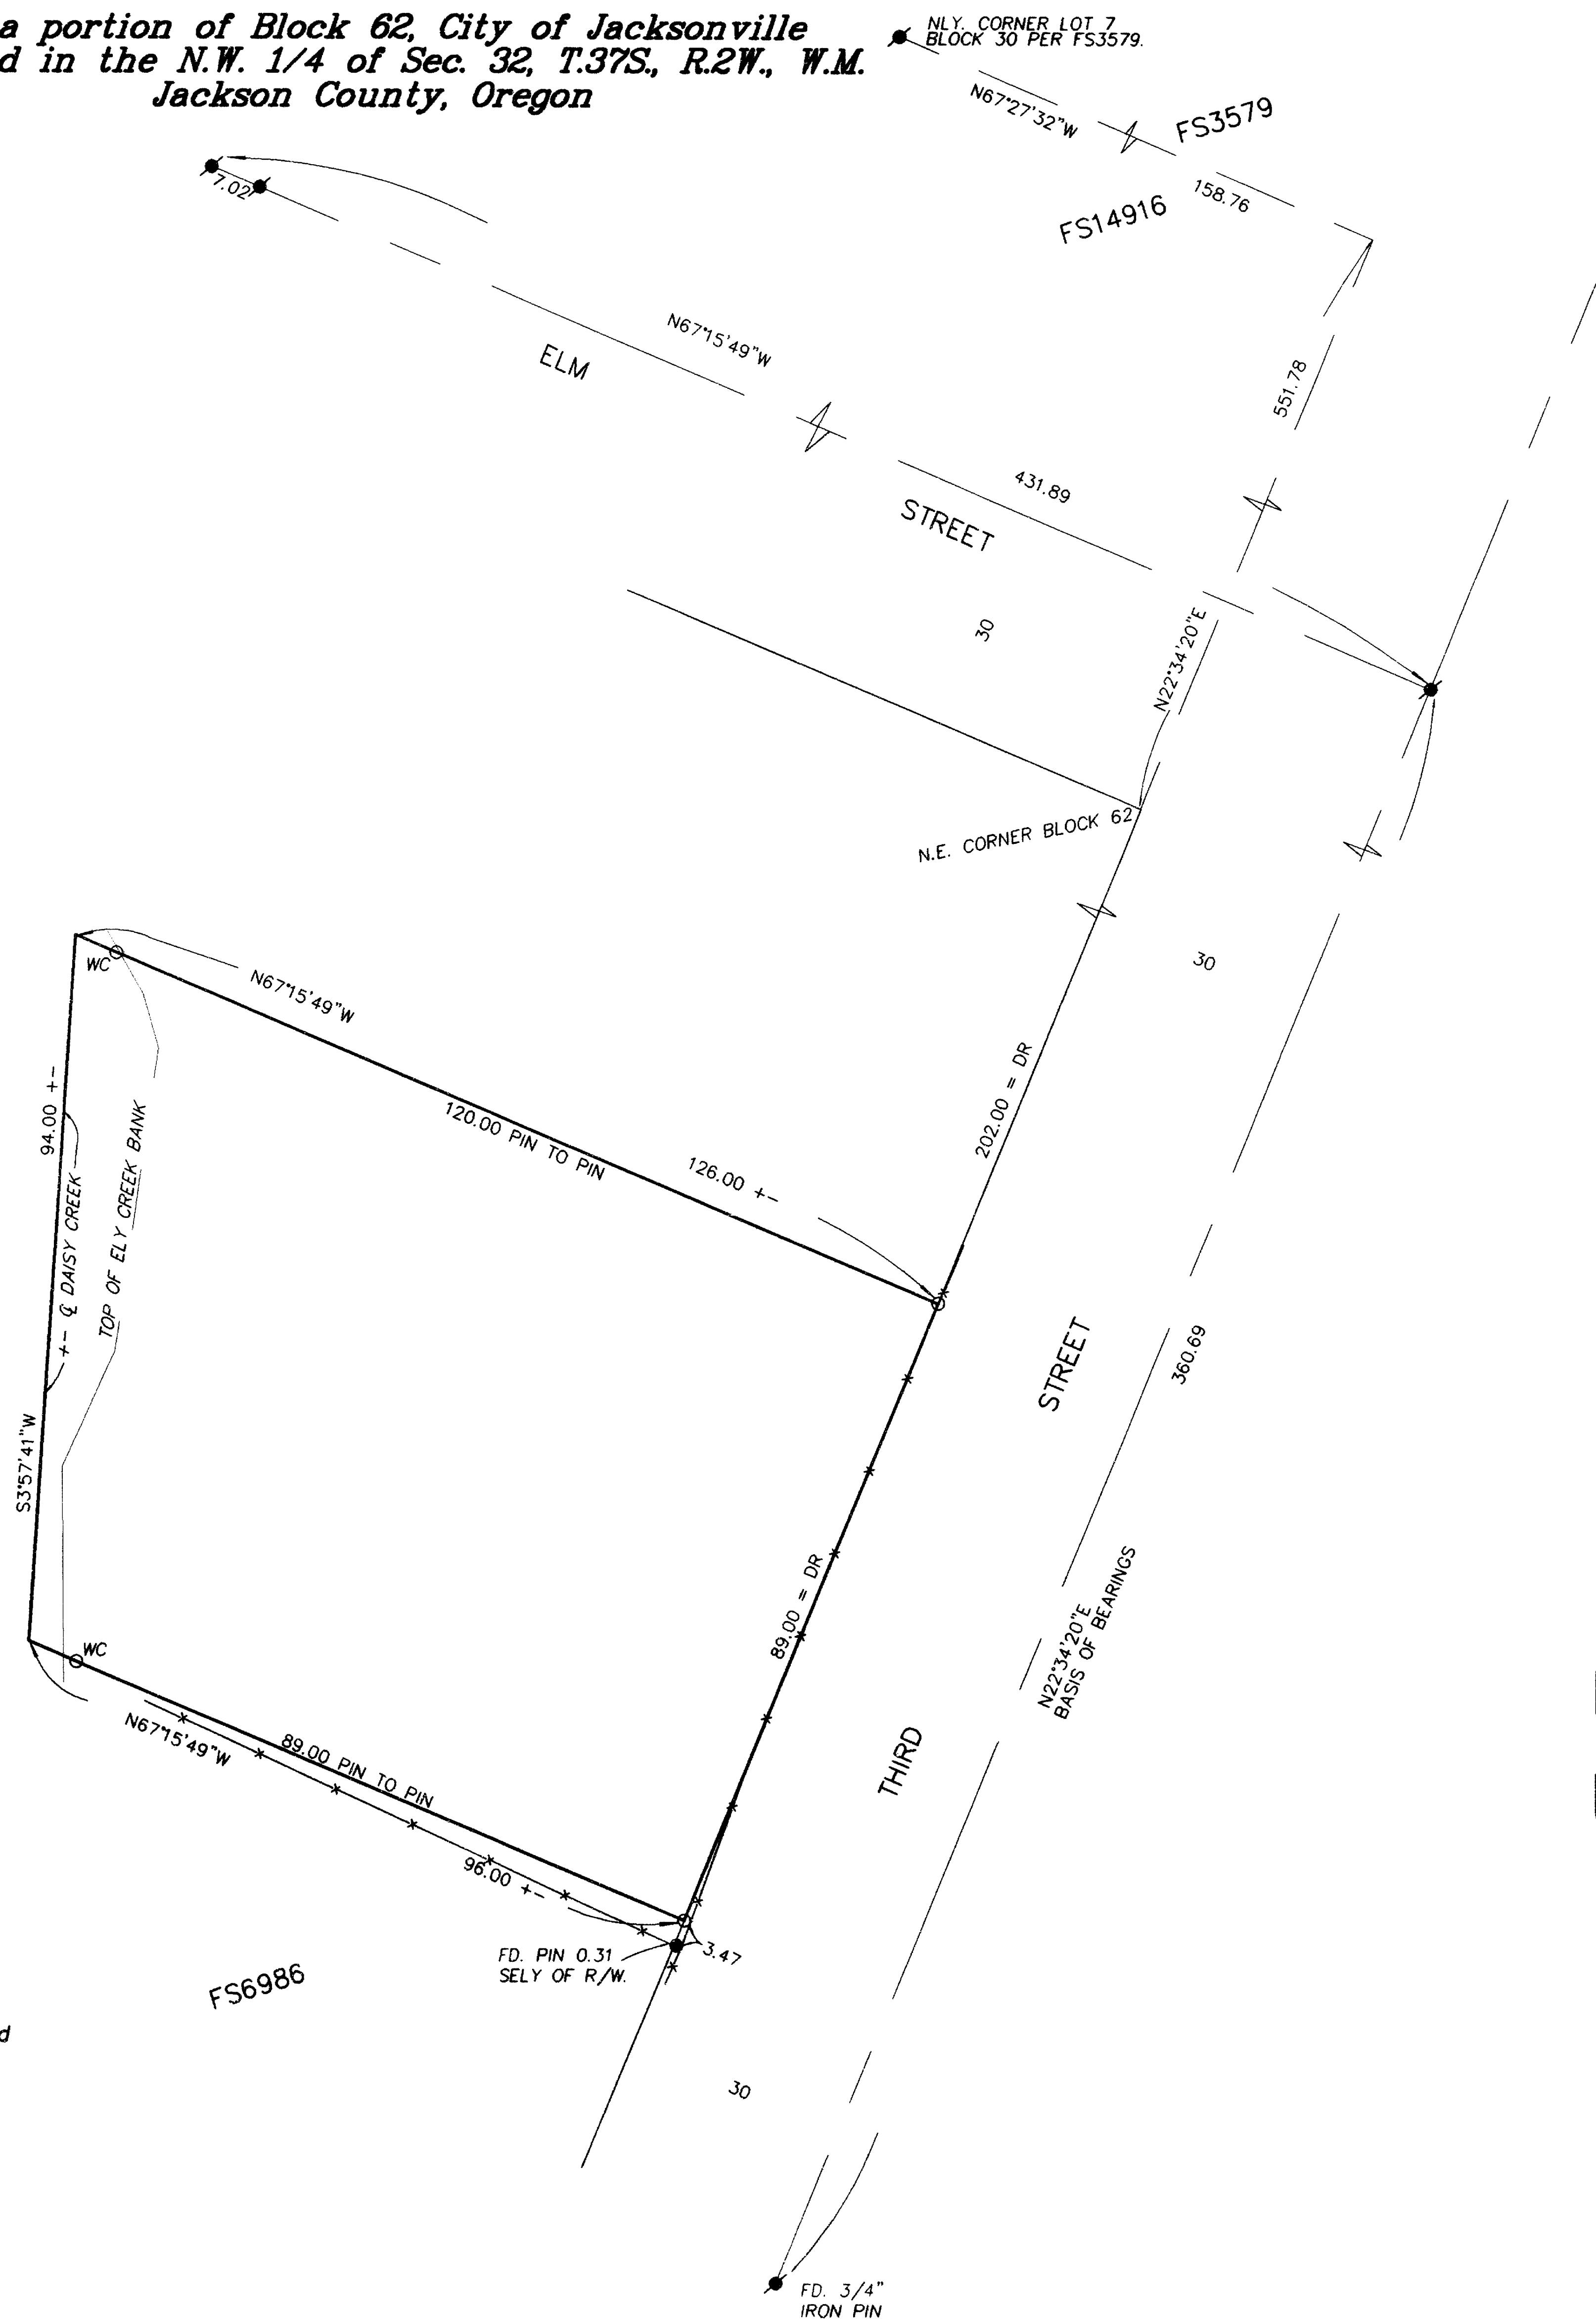 a portion of Block 62, City of Jacksonville
d in the N.W. 1/4 of Sec. 32, T.37S., R.2W., W.M.
Jackson County, Oregon
NLY. CORNER LOT 7
BLOCK 30 PER FS3579.
N67°27'32"W
FS3579
158.76
FS14916
7.02
N67°15'49"W
ELM
551.78
431.89
STREET
30
N22°34'20"E
N.E. CORNER BLOCK 62
30
WC
N67°15'49"W
202.00 = DR
94.00 +-
120.00 PIN TO PIN
126.00 +-
+- ℄ DAISY CREEK
TOP OF ELY CREEK BANK
STREET
360.69
S3°57'41"W
89.00 = DR
N22°34'20"E
BASIS OF BEARINGS
WC
N67°15'49"W
89.00 PIN TO PIN
THIRD
96.00 +-
FD. PIN 0.31
SELY OF R/W.
3.47
FS6986
d
30
FD. 3/4"
IRON PIN